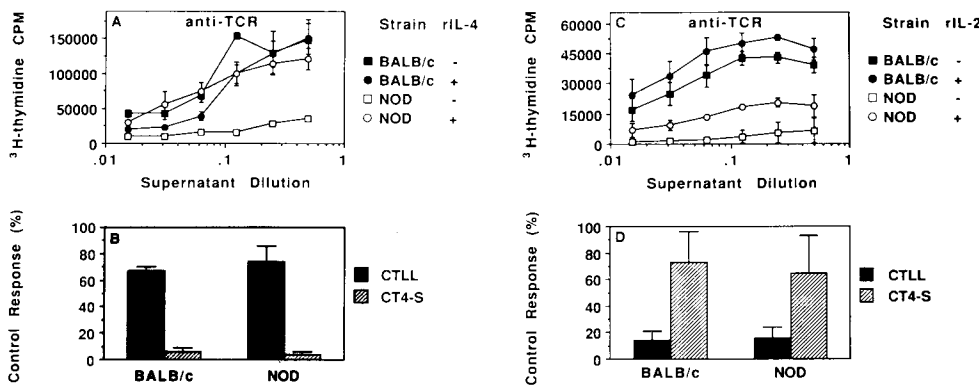 A
anti-TCR
Strain rIL-4
BALB/c -
BALB/c +
NOD -
NOD +
³H-thymidine CPM
150000
100000
50000
0
.01 .1 1
Supernatant Dilution
C
anti-TCR
Strain rIL-2
BALB/c -
BALB/c +
NOD -
NOD +
³H-thymidine CPM
60000
45000
30000
15000
0
.01 .1 1
Supernatant Dilution
B
Control Response (%)
100
80
60
40
20
0
BALB/c NOD
CTLL
CT4-S
D
Control Response (%)
100
80
60
40
20
0
BALB/c NOD
CTLL
CT4-S